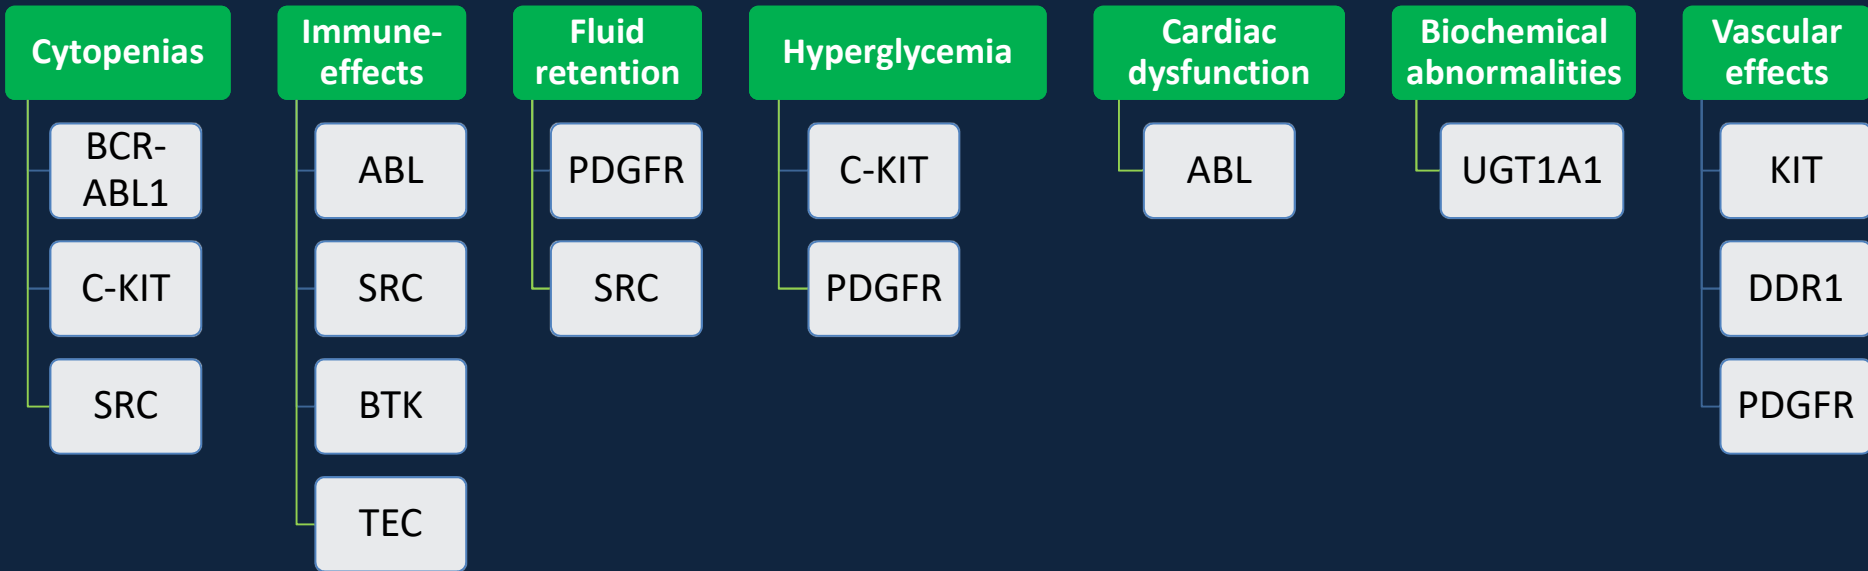 Cytopenias
BCR-
ABL1
C-KIT
SRC
Immune-
effects
ABL
SRC
BTK
TEC
Fluid
retention
PDGFR
SRC
Hyperglycemia
C-KIT
PDGFR
Cardiac
dysfunction
ABL
Biochemical
abnormalities
UGT1A1
Vascular
effects
KIT
DDR1
PDGFR